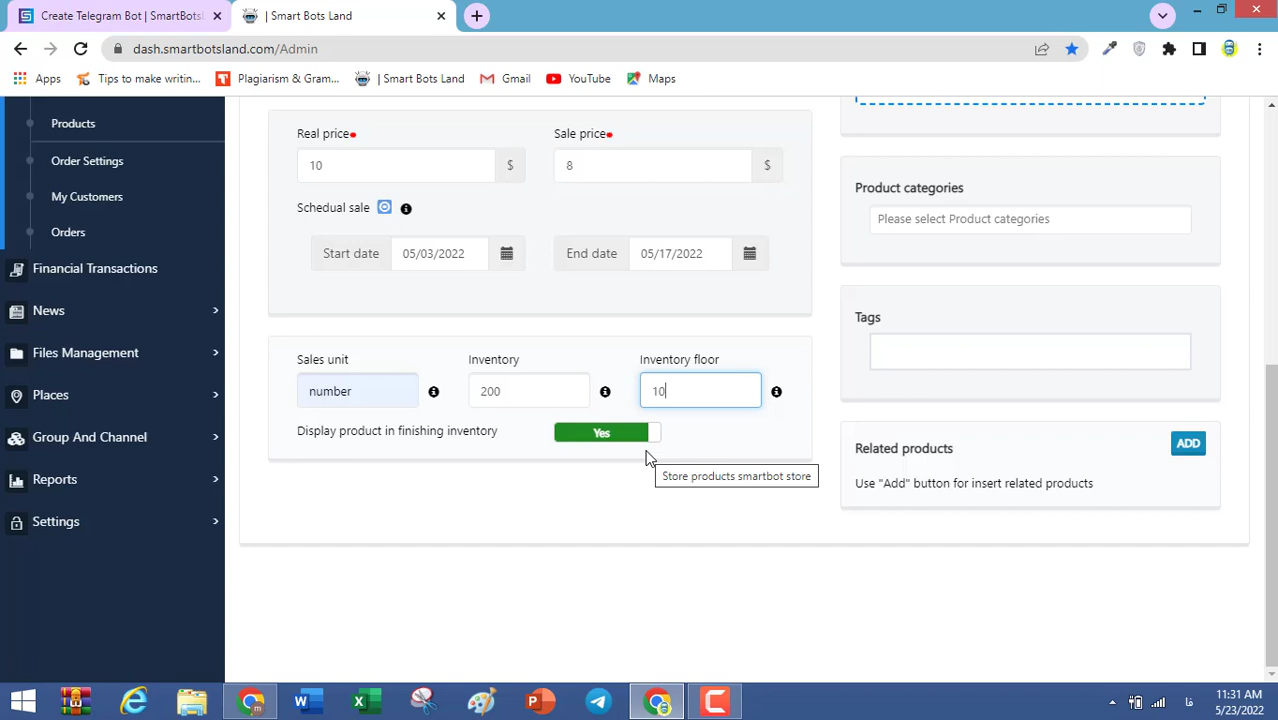 Create Telegram Bot | SmartBots
| Smart Bots Land
dash.smartbotsland.com/Admin
Apps
Tips to make writin...
Plagiarism & Gram...
| Smart Bots Land
Gmail
YouTube
Maps
Products
Order Settings
My Customers
Orders
Financial Transactions
News
Files Management
Places
Group And Channel
Reports
Settings
Real price
Sale price
10 $
8 $
Schedual sale
Start date 05/03/2022
End date 05/17/2022
Sales unit
Inventory
Inventory floor
number
200
10
Display product in finishing inventory
Yes
Store products smartbot store
Product categories
Please select Product categories
Tags
Related products
ADD
Use "Add" button for insert related products
فا
11:31 AM
5/23/2022